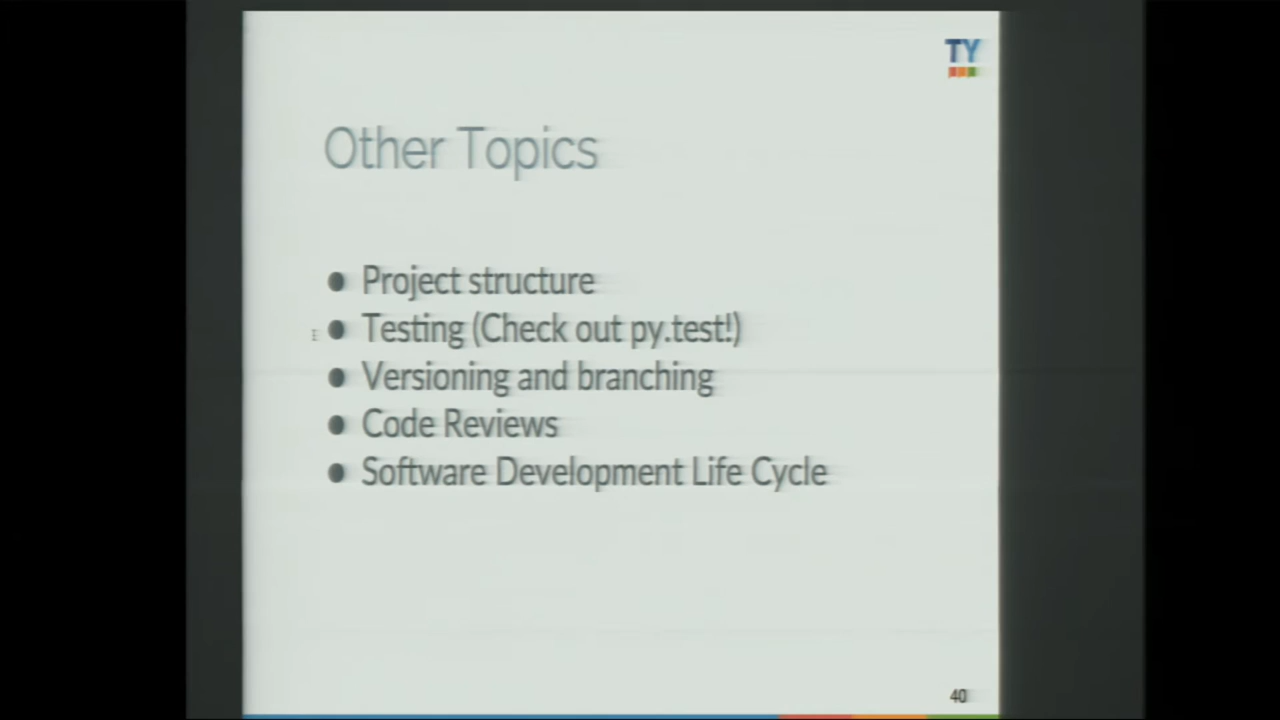 TY
Other Topics
● Project structure
● Testing (Check out py.test!)
● Versioning and branching
● Code Reviews
● Software Development Life Cycle
40